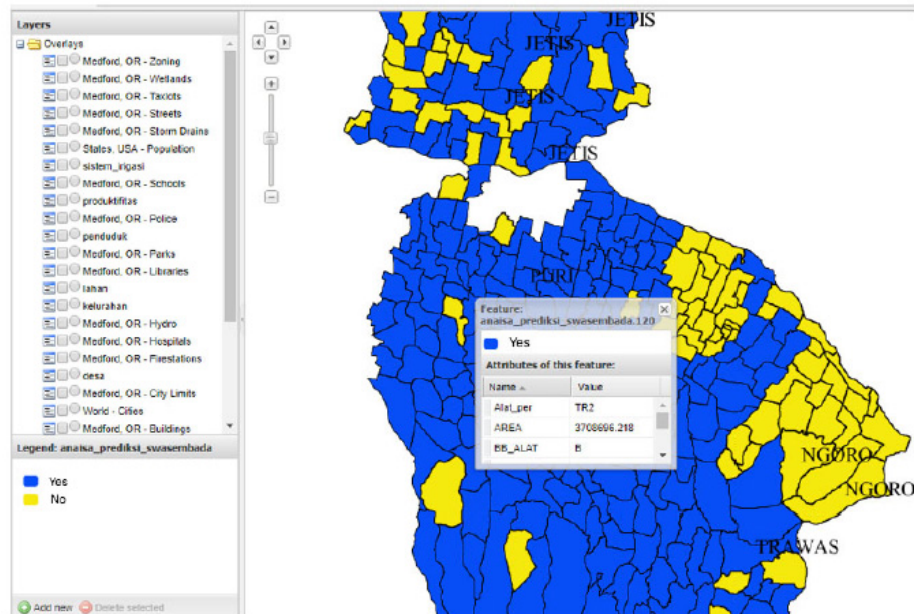 Layers
Overlays
Medford, OR - Zoning
Medford, OR - Wetlands
Medford, OR - Taxlots
Medford, OR - Streets
Medford, OR - Storm Drains
States, USA - Population
sistem_irigasi
Medford, OR - Schools
produktifitas
Medford, OR - Police
penduduk
Medford, OR - Parks
Medford, OR - Libraries
lahan
kelurahan
Medford, OR - Hydro
Medford, OR - Hospitals
Medford, OR - Firestations
desa
Medford, OR - City Limits
World - Cities
Medford, OR - Buildings
Legend: anaisa_prediksi_swasembada
Yes
No
Add new
Delete selected
JETIS
JETIS
JETIS
JETIS
PURI
Feature:
anaisa_prediksi_swasembada.120
Yes
Attributes of this feature:
Name Value
Alat_per TR2
AREA 3708696.218
BB_ALAT B
NGORO
NGORO
TRAWAS